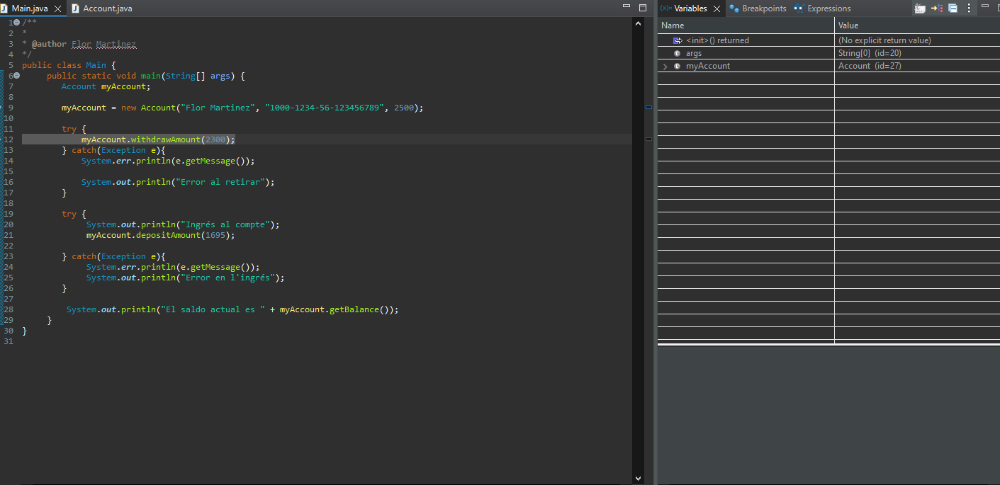 Main.java
Account.java
1 /**
2 *
3 * @author Flor Martinez
4 */
5 public class Main {
6 public static void main(String[] args) {
7 Account myAccount;
8
9 myAccount = new Account("Flor Martinez", "1000-1234-56-123456789", 2500);
10
11 try {
12 myAccount.withdrawAmount(2300);
13 } catch(Exception e){
14 System.err.println(e.getMessage());
15
16 System.out.println("Error al retirar");
17 }
18
19 try {
20 System.out.println("Ingrés al compte");
21 myAccount.depositAmount(1695);
22
23 } catch(Exception e){
24 System.err.println(e.getMessage());
25 System.out.println("Error en l'ingrés");
26 }
27
28 System.out.println("El saldo actual es " + myAccount.getBalance());
29 }
30 }
31
(x)= Variables
Breakpoints
Expressions
Name Value
<init>() returned (No explicit return value)
args String[0] (id=20)
myAccount Account (id=27)